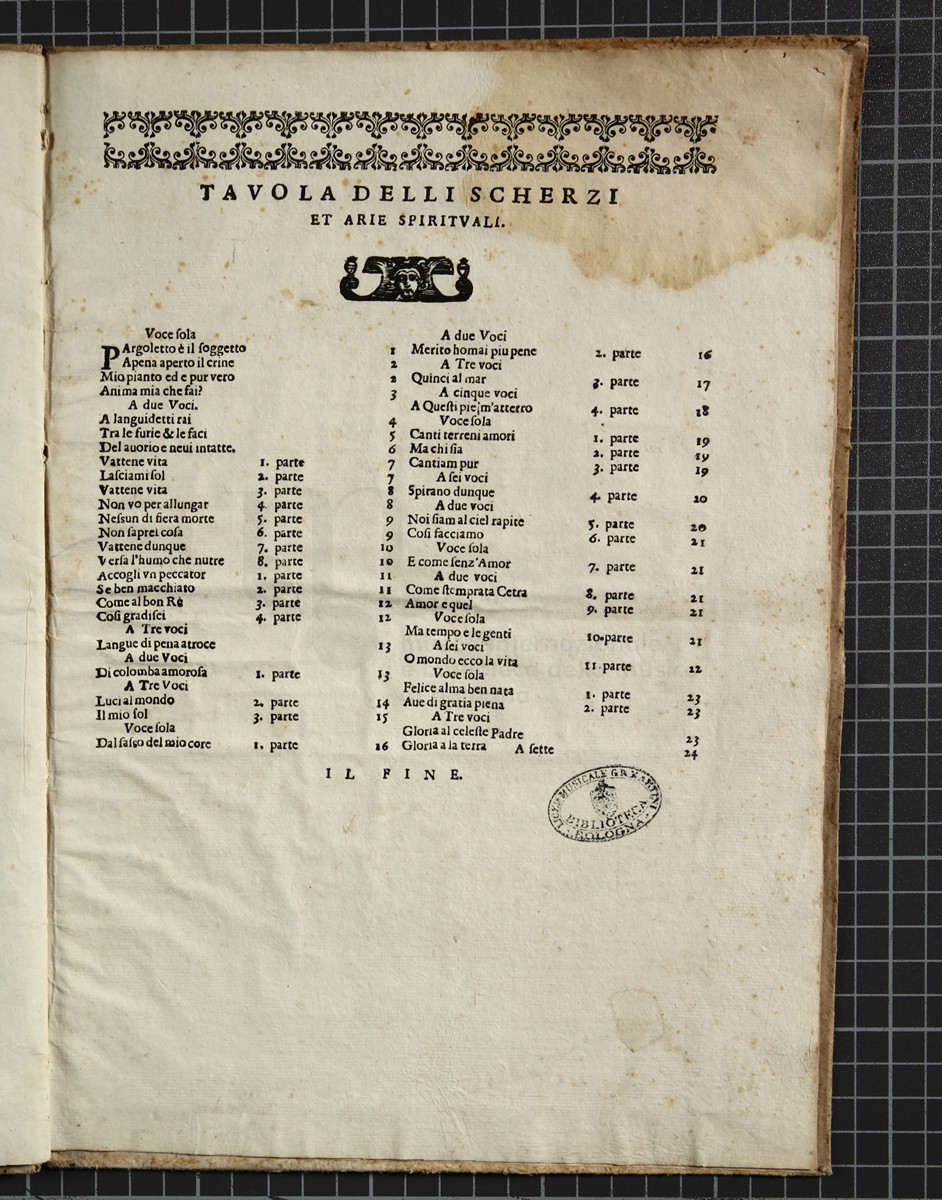 TAVOLA DELLI SCHERZI
ET ARIE SPIRITVALI.
Voce ſola
PArgoletto è il ſoggetto 1
Apena aperto il crine 2
Mio pianto ed e pur vero 2
Anima mia che fai? 3
A due Voci.
A languidetti rai 4
Tra le furie & le faci 5
Del auorio e neui intatte. 6
Vattene vita 1. parte 7
Laſciami ſol 2. parte 7
Vattene vita 3. parte 8
Non vo per allungar 4. parte 8
Neſſun di fiera morte 5. parte 9
Non ſaprei coſa 6. parte 9
Vattene dunque 7. parte 10
Verſa l'humo che nutre 8. parte 10
Accogli vn peccator 1. parte 11
Se ben macchiato 2. parte 11
Come al bon Rè 3. parte 12
Coſi gradiſci 4. parte 12
A Tre voci
Langue di pena atroce 13
A due Voci
Di colomba amoroſa 1. parte 13
A Tre Voci
Luci al mondo 2. parte 14
Il mio ſol 3. parte 15
Voce ſola
Dal ſaſſo del mio core 1. parte 16
A due Voci
Merito homai piu pene 2. parte 16
A Tre voci
Quinci al mar 3. parte 17
A cinque voci
A Queſti pie m'atterro 4. parte 18
Voce ſola
Canti terreni amori 1. parte 19
Ma chi ſia 2. parte 19
Cantiam pur 3. parte 19
A ſei voci
Spirano dunque 4. parte 20
A due voci
Noi ſiam al ciel rapite 5. parte 20
Coſi facciamo 6. parte 21
Voce ſola
E come ſenz'Amor 7. parte 21
A due voci
Come ſtemprata Cetra 8. parte 21
Amor e quel 9. parte 21
Voce ſola
Ma tempo e le genti 10. parte 21
A ſei voci
O mondo ecco la vita 11. parte 22
Voce ſola
Felice alma ben nata 1. parte 23
Aue di gratia piena 2. parte 23
A Tre voci
Gloria al celeſte Padre 23
Gloria a la terra A ſette 24
IL FINE.
LICEO MUSICALE G.B. MARTINI
BIBLIOTECA
BOLOGNA